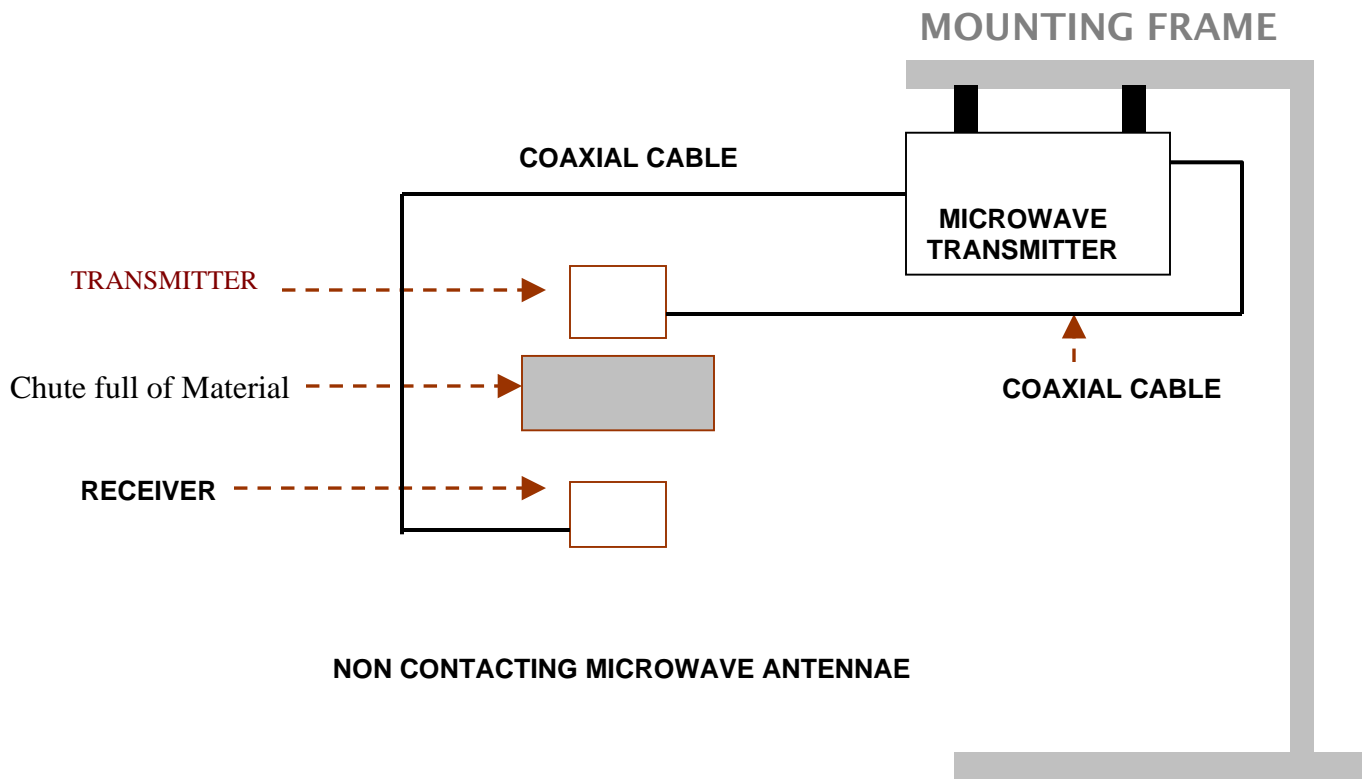 MOUNTING FRAME
COAXIAL CABLE
MICROWAVE
TRANSMITTER
TRANSMITTER
Chute full of Material
COAXIAL CABLE
RECEIVER
NON CONTACTING MICROWAVE ANTENNAE